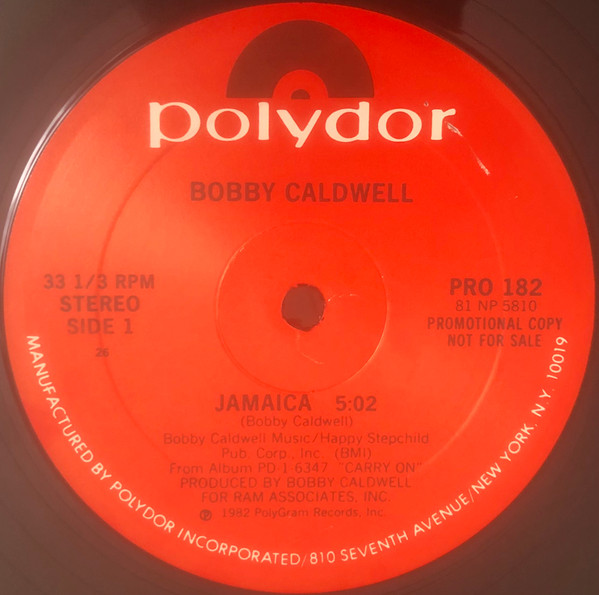 polydor
BOBBY CALDWELL
33 1/3 RPM
STEREO
SIDE 1
26
PRO 182
81 NP 5810
PROMOTIONAL COPY
NOT FOR SALE
JAMAICA 5:02
(Bobby Caldwell)
Bobby Caldwell Music/Happy Stepchild
Pub. Corp., Inc. (BMI)
From Album PD-1-6347 "CARRY ON"
PRODUCED BY BOBBY CALDWELL
FOR RAM ASSOCIATES, INC.
℗ 1982 PolyGram Records, Inc.
MANUFACTURED BY POLYDOR INCORPORATED/810 SEVENTH AVENUE/NEW YORK, N.Y. 10019